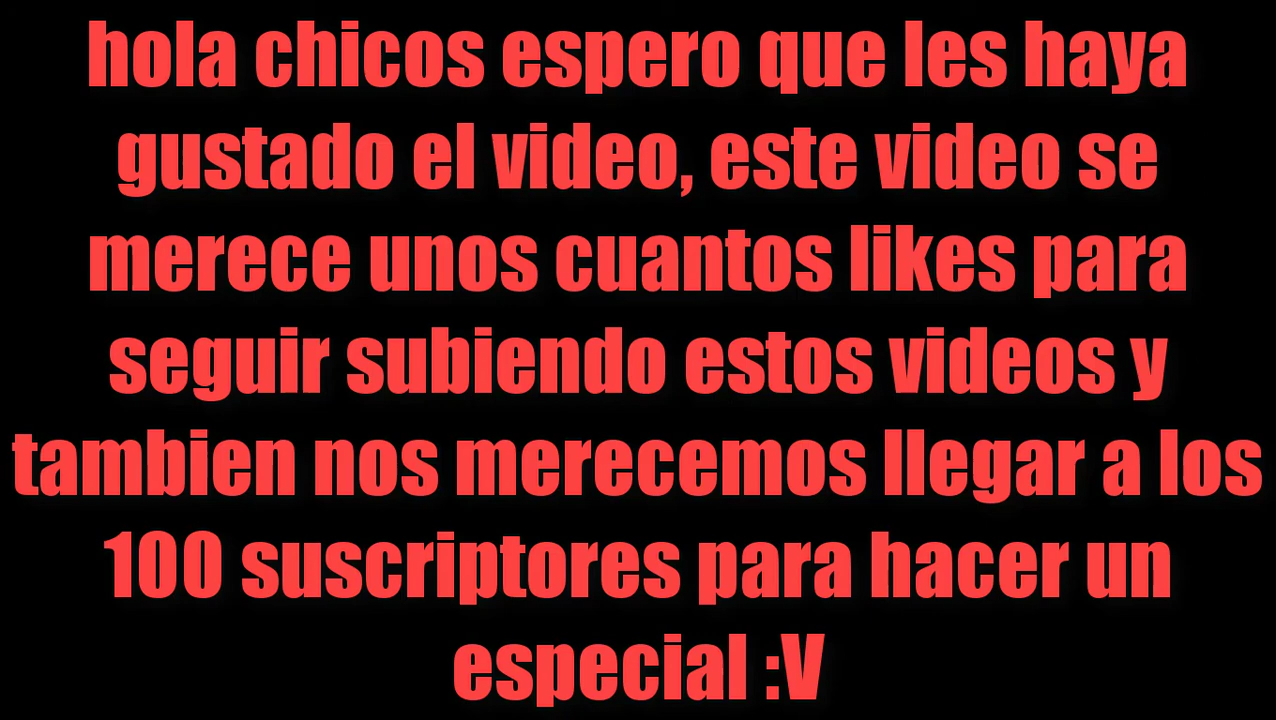 hola chicos espero que les haya
gustado el video, este video se
merece unos cuantos likes para
seguir subiendo estos videos y
tambien nos merecemos llegar a los
100 suscriptores para hacer un
especial :V